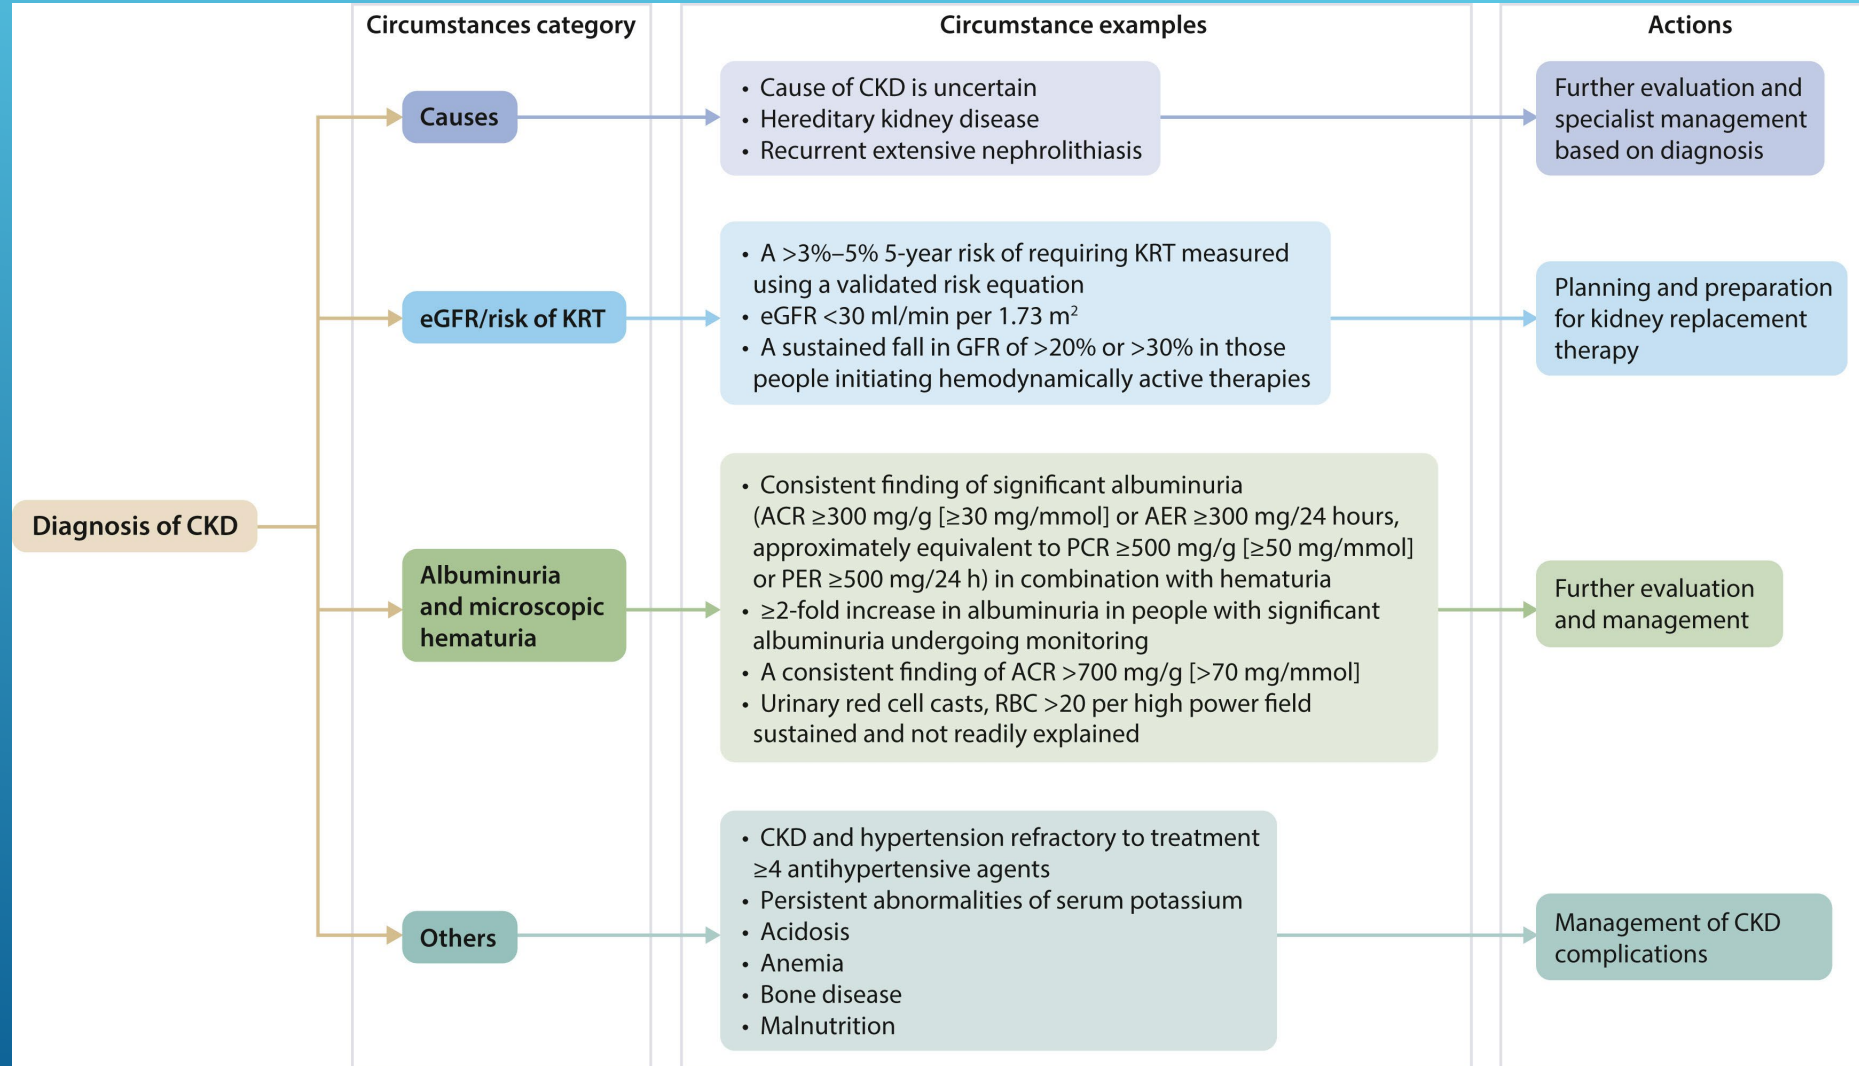 Circumstances category
Circumstance examples
Actions
Diagnosis of CKD
Causes
• Cause of CKD is uncertain
• Hereditary kidney disease
• Recurrent extensive nephrolithiasis
Further evaluation and
specialist management
based on diagnosis
eGFR/risk of KRT
• A >3%–5% 5-year risk of requiring KRT measured
using a validated risk equation
• eGFR <30 ml/min per 1.73 m²
• A sustained fall in GFR of >20% or >30% in those
people initiating hemodynamically active therapies
Planning and preparation
for kidney replacement
therapy
Albuminuria
and microscopic
hematuria
• Consistent finding of significant albuminuria
(ACR ≥300 mg/g [≥30 mg/mmol] or AER ≥300 mg/24 hours,
approximately equivalent to PCR ≥500 mg/g [≥50 mg/mmol]
or PER ≥500 mg/24 h) in combination with hematuria
• ≥2-fold increase in albuminuria in people with significant
albuminuria undergoing monitoring
• A consistent finding of ACR >700 mg/g [>70 mg/mmol]
• Urinary red cell casts, RBC >20 per high power field
sustained and not readily explained
Further evaluation
and management
Others
• CKD and hypertension refractory to treatment
≥4 antihypertensive agents
• Persistent abnormalities of serum potassium
• Acidosis
• Anemia
• Bone disease
• Malnutrition
Management of CKD
complications